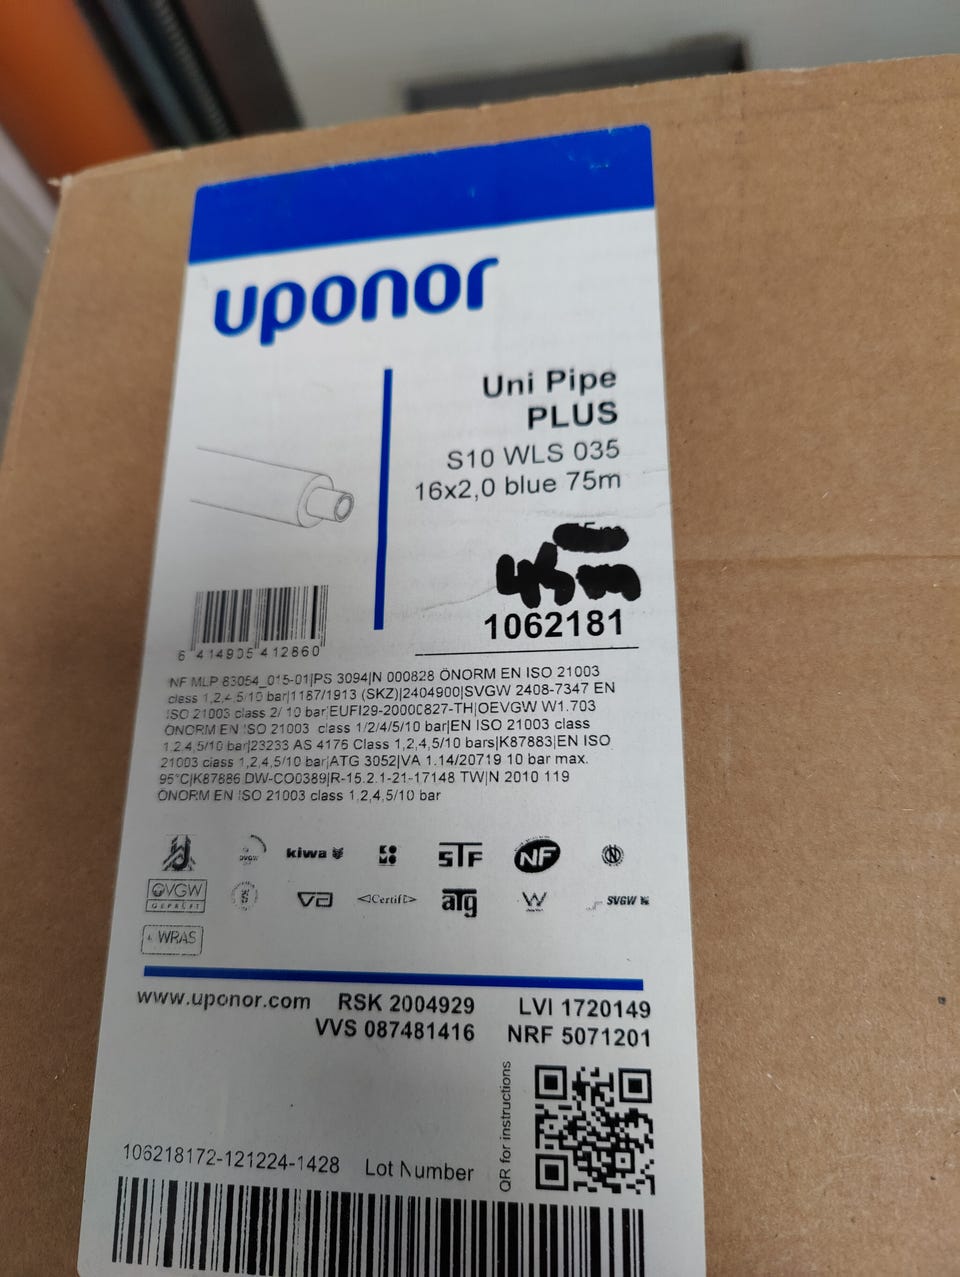 uponor
Uni Pipe
PLUS
S10 WLS 035
16x2,0 blue 75m
1062181
6 414905 412860
NF MLP 83054_015-01|PS 3094|N 000828 ÖNORM EN ISO 21003
class 1,2,4,5/10 bar|1187/1913 (SKZ)|2404900|SVGW 2408-7347 EN
ISO 21003 class 2/ 10 bar|EUFI29-20000827-TH|OEVGW W1.703
ÖNORM EN ISO 21003 class 1/2/4/5/10 bar|EN ISO 21003 class
1,2,4,5/10 bar|23233 AS 4176 Class 1,2,4,5/10 bars|K87883|EN ISO
21003 class 1,2,4,5/10 bar|ATG 3052|VA 1.14/20719 10 bar max.
95°C|K87886 DW-CO0389|R-15.2.1-21-17148 TW|N 2010 119
ÖNORM EN ISO 21003 class 1,2,4,5/10 bar
DVGW kiwa STF NF N
ÖVGW VA Certif atg W SVGW
GEPRÜFT
WRAS
www.uponor.com RSK 2004929 LVI 1720149
VVS 087481416 NRF 5071201
QR for instructions
106218172-121224-1428 Lot Number